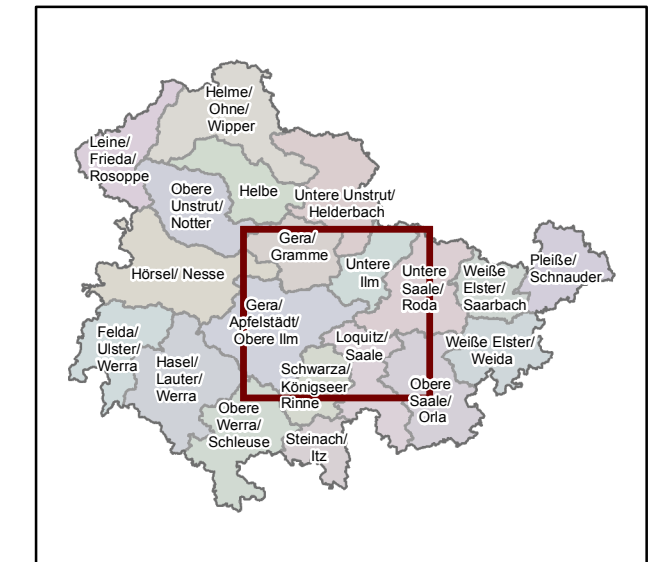 Helme/
Ohne/
Wipper
Leine/
Frieda/
Rosoppe
Obere
Unstrut/
Notter
Helbe
Untere Unstrut/
Helderbach
Gera/
Gramme
Untere
Ilm
Untere
Saale/
Roda
Weiße
Elster/
Saarbach
Pleiße/
Schnauder
Hörsel/ Nesse
Gera/
Apfelstädt/
Obere Ilm
Felda/
Ulster/
Werra
Hasel/
Lauter/
Werra
Loquitz/
Saale
Weiße Elster/
Weida
Schwarza/
Königseer
Rinne
Obere
Saale/
Orla
Obere
Werra/
Schleuse
Steinach/
Itz